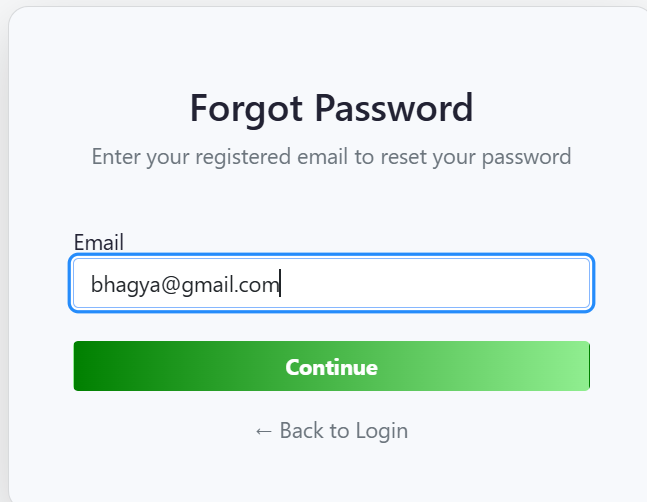 Forgot Password
Enter your registered email to reset your password
Email
bhagya@gmail.com
Continue
← Back to Login